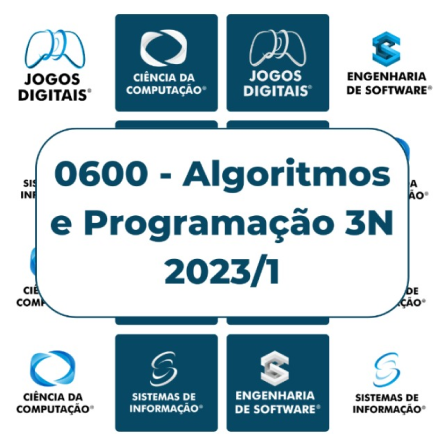 JOGOS
DIGITAIS®
CIÊNCIA DA
COMPUTAÇÃO®
JOGOS
DIGITAIS®
ENGENHARIA
DE SOFTWARE®
0600 - Algoritmos
e Programação 3N
2023/1
CIÊNCIA DA
COMPUTAÇÃO®
SISTEMAS DE
INFORMAÇÃO®
ENGENHARIA
DE SOFTWARE®
SISTEMAS DE
INFORMAÇÃO®